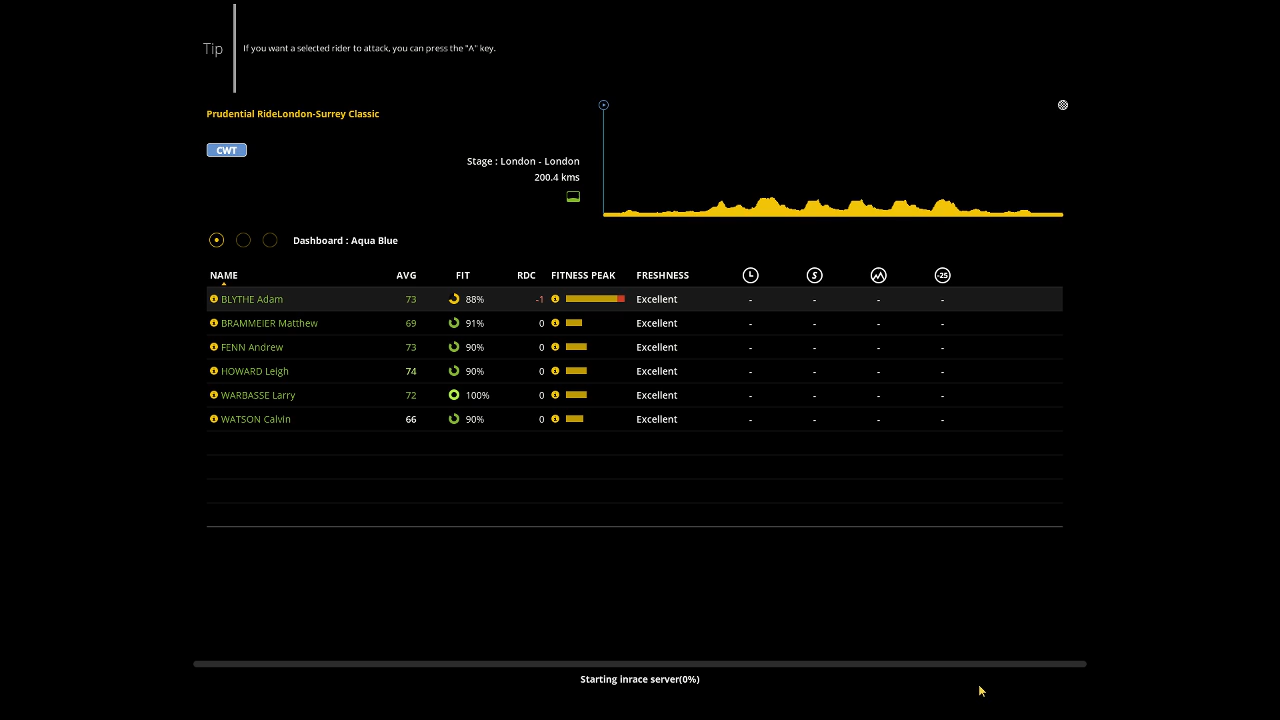 Tip
If you want a selected rider to attack, you can press the "A" key.
Prudential RideLondon-Surrey Classic
CWT
Stage : London - London
200.4 kms
Dashboard : Aqua Blue
NAME AVG FIT RDC FITNESS PEAK FRESHNESS S -25
BLYTHE Adam 73 88% -1 Excellent - - - -
BRAMMEIER Matthew 69 91% 0 Excellent - - - -
FENN Andrew 73 90% 0 Excellent - - - -
HOWARD Leigh 74 90% 0 Excellent - - - -
WARBASSE Larry 72 100% 0 Excellent - - - -
WATSON Calvin 66 90% 0 Excellent - - - -
Starting inrace server(0%)